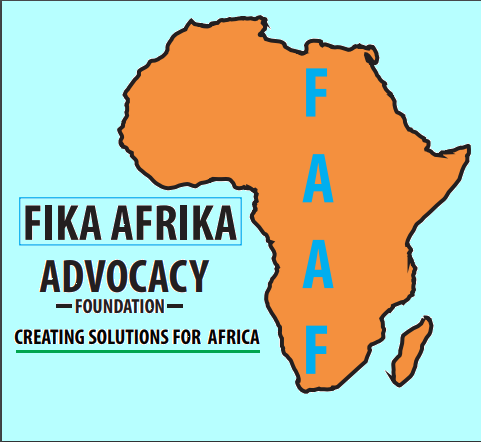 FIKA AFRIKA
ADVOCACY
FOUNDATION
CREATING SOLUTIONS FOR AFRICA
F
A
A
F